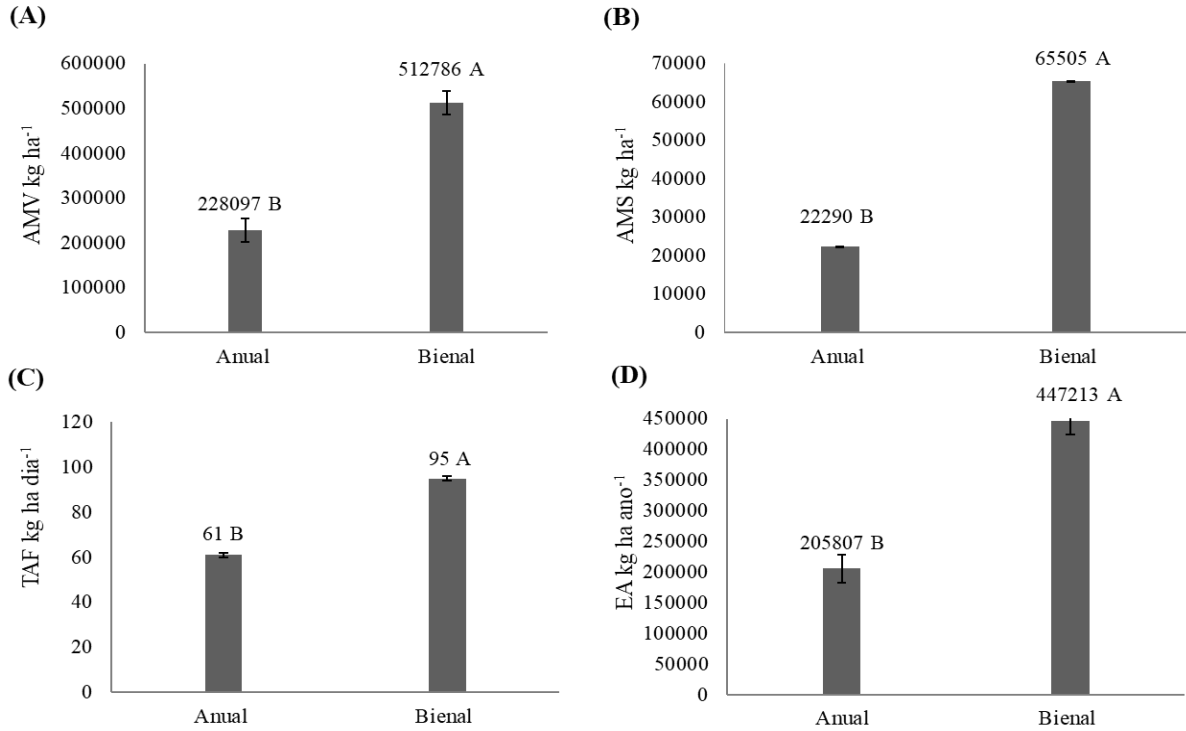 (A)
AMV kg ha⁻¹
600000
500000
400000
300000
200000
100000
0
228097 B
512786 A
Anual
Bienal
(B)
AMS kg ha⁻¹
70000
60000
50000
40000
30000
20000
10000
0
22290 B
65505 A
Anual
Bienal
(C)
TAF kg ha dia⁻¹
120
100
80
60
40
20
0
61 B
95 A
Anual
Bienal
(D)
EA kg ha ano⁻¹
450000
400000
350000
300000
250000
200000
150000
100000
50000
0
205807 B
447213 A
Anual
Bienal